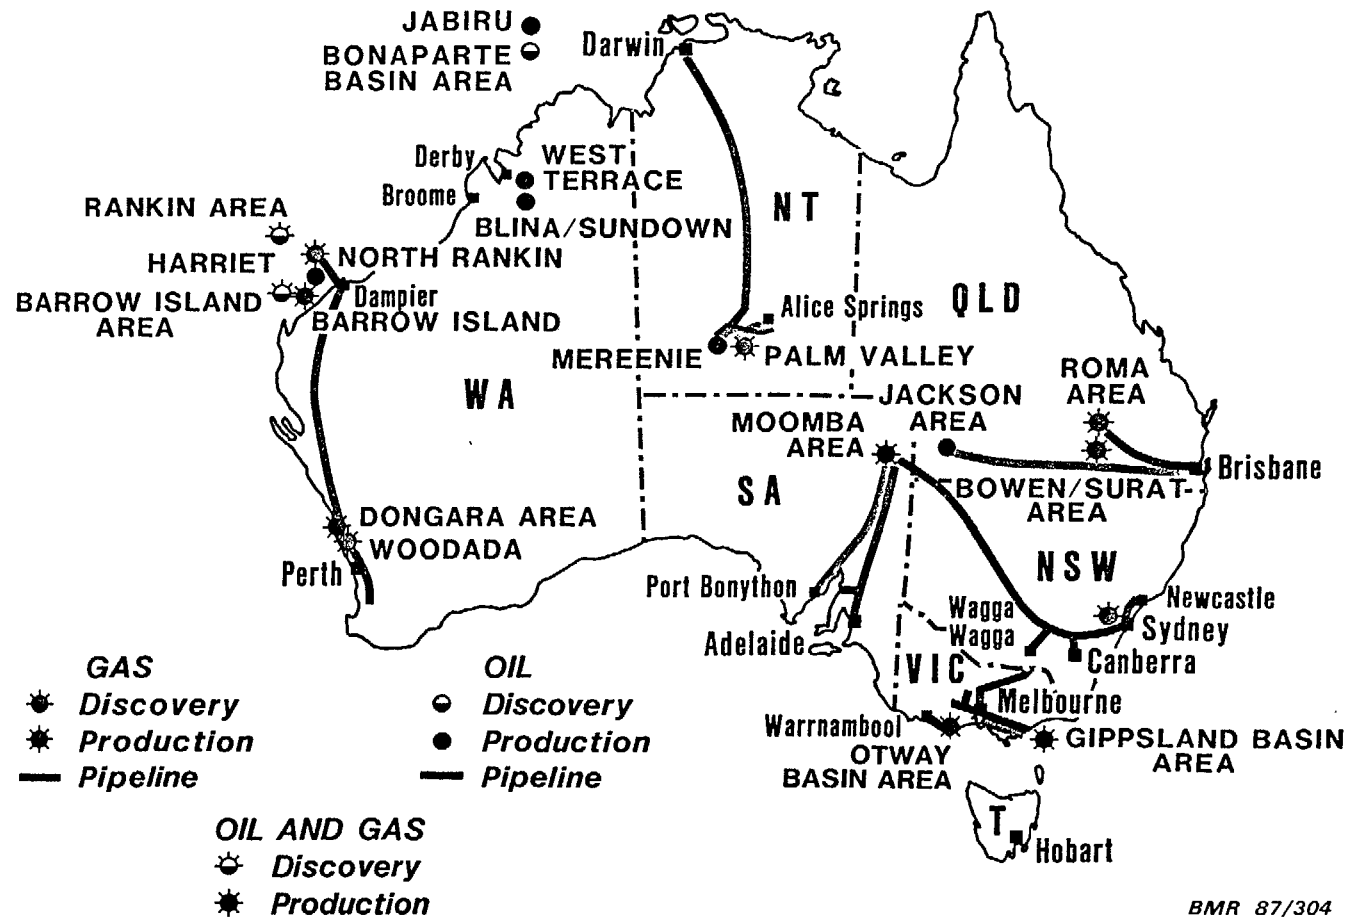 JABIRU
BONAPARTE
BASIN AREA
Darwin
Derby
WEST
TERRACE
Broome
BLINA/SUNDOWN
NT
RANKIN AREA
HARRIET
NORTH RANKIN
BARROW ISLAND
AREA
Dampier
BARROW ISLAND
Alice Springs
QLD
MEREENIE
PALM VALLEY
ROMA
AREA
WA
JACKSON
AREA
MOOMBA
AREA
Brisbane
SA
BOWEN/SURAT
AREA
DONGARA AREA
WOODADA
Perth
Port Bonython
NSW
Newcastle
Wagga
Wagga
Sydney
Adelaide
Canberra
VIC
Melbourne
Warrnambool
OTWAY
BASIN AREA
GIPPSLAND BASIN
AREA
T
Hobart
GAS
Discovery
Production
Pipeline
OIL
Discovery
Production
Pipeline
OIL AND GAS
Discovery
Production
BMR 87/304